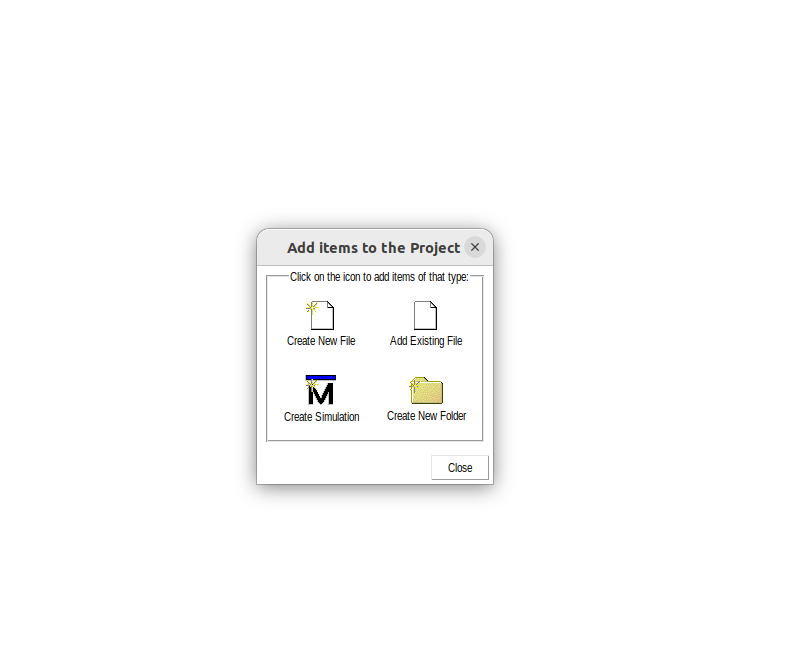 Add items to the Project
Click on the icon to add items of that type:
Create New File
Add Existing File
Create Simulation
Create New Folder
Close